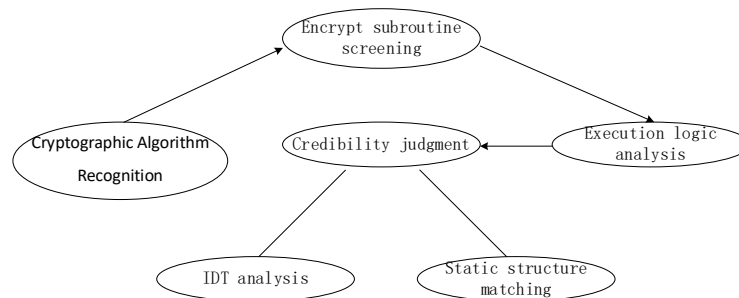 Encrypt subroutine
screening
Cryptographic Algorithm
Recognition
Credibility judgment
Execution logic
analysis
IDT analysis
Static structure
matching